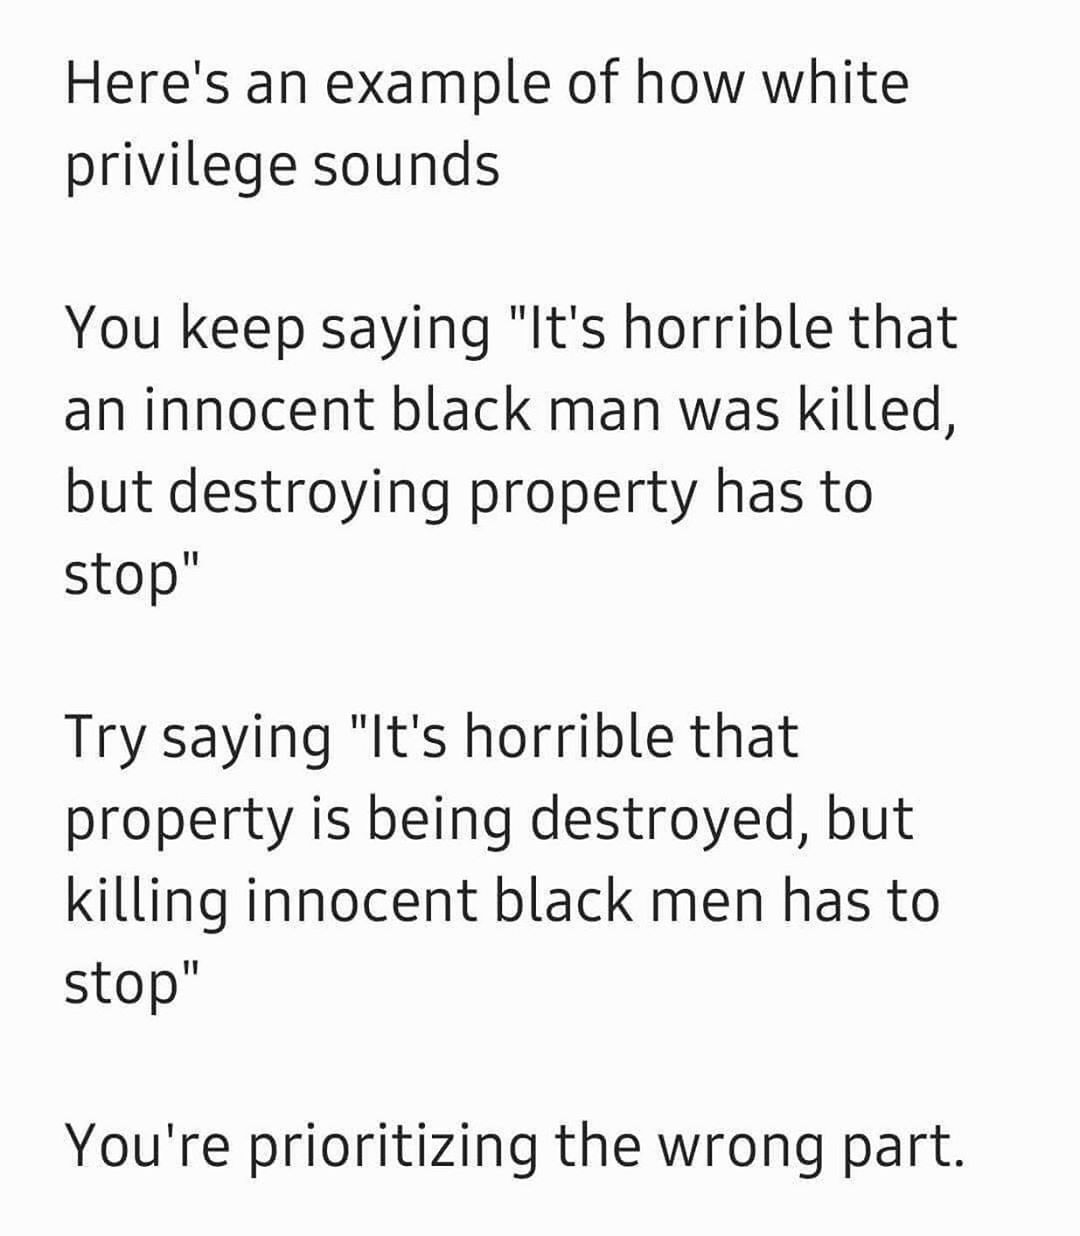 Here's an example of how white
privilege sounds
You keep saying "It's horrible that
an innocent black man was killed,
but destroying property has to
stop"
Try saying "It's horrible that
property is being destroyed, but
killing innocent black men has to
stop"
You're prioritizing the wrong part.